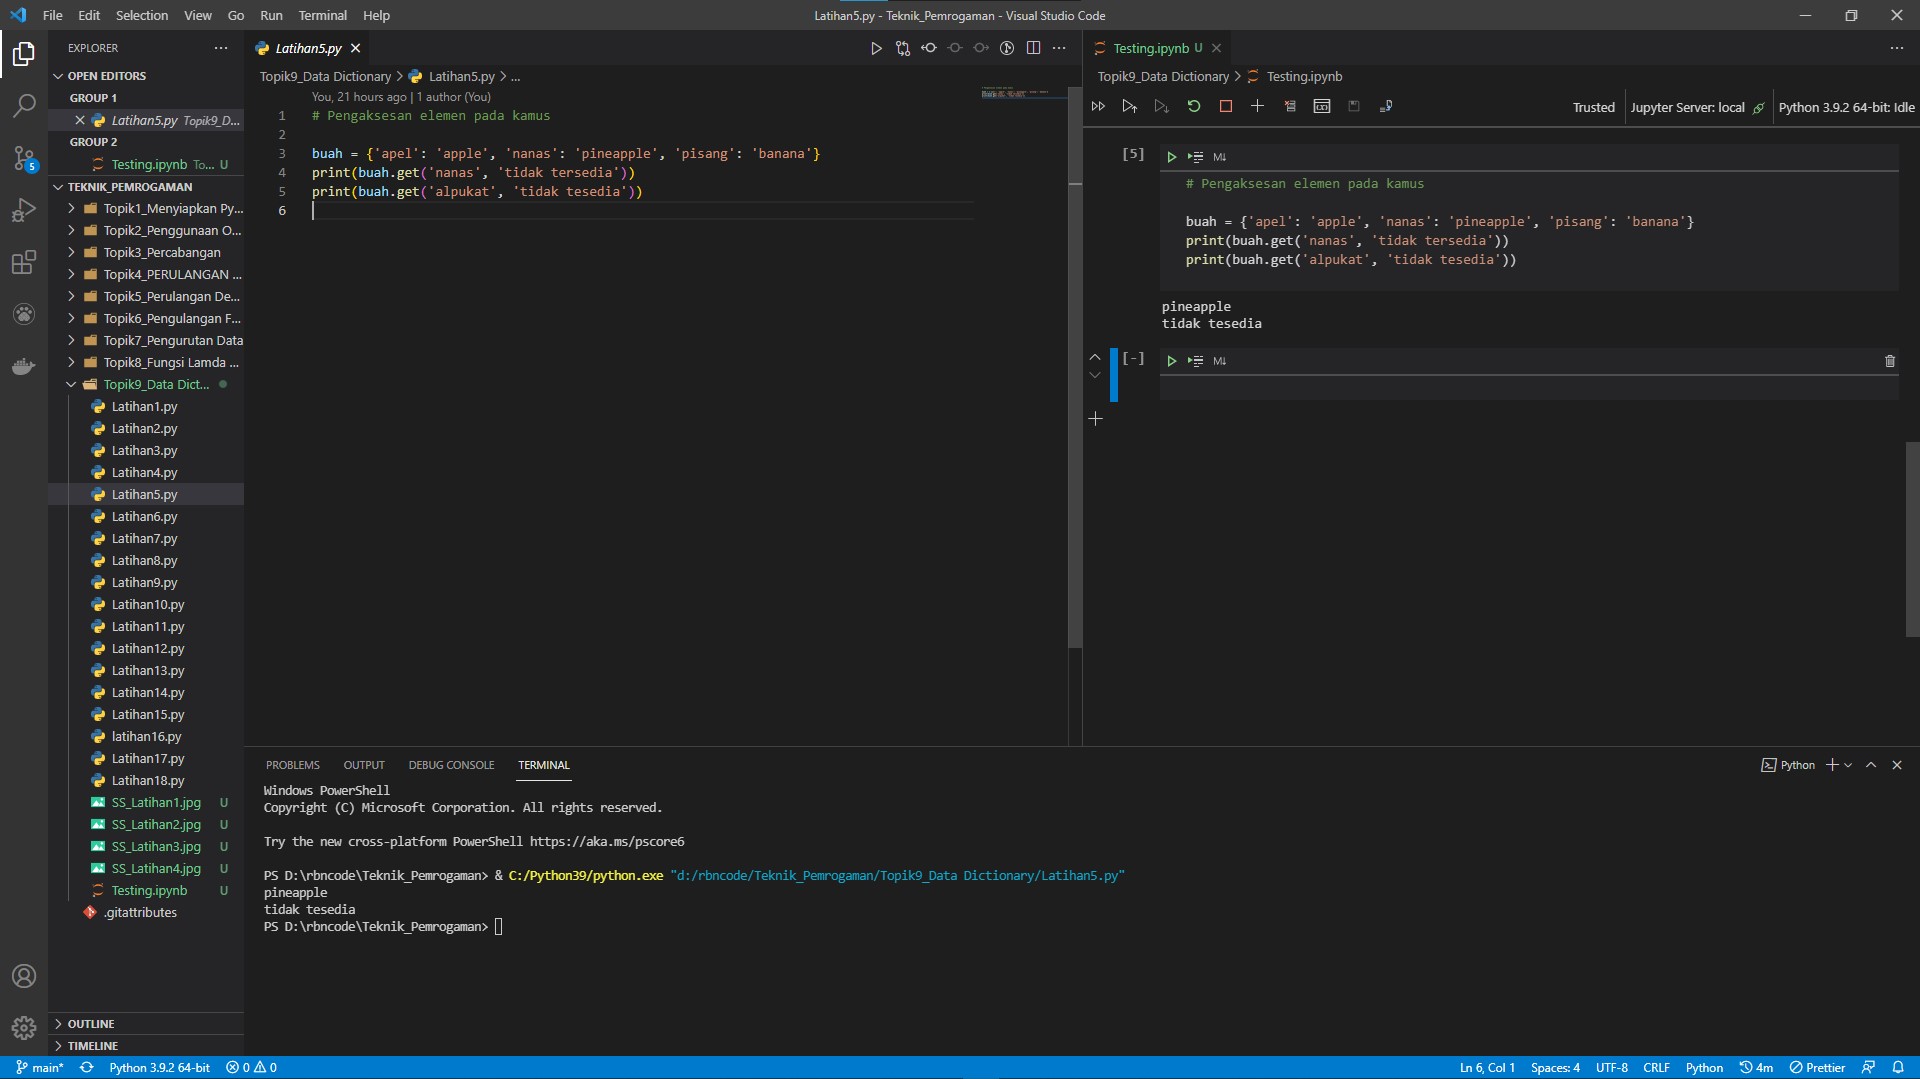 File Edit Selection View Go Run Terminal Help
Latihan5.py - Teknik_Pemrogaman - Visual Studio Code
EXPLORER
OPEN EDITORS
GROUP 1
Latihan5.py Topik9_D...
GROUP 2
Testing.ipynb To... U
TEKNIK_PEMROGAMAN
Topik1_Menyiapkan Py...
Topik2_Penggunaan O...
Topik3_Percabangan
Topik4_PERULANGAN ...
Topik5_Perulangan De...
Topik6_Pengulangan F...
Topik7_Pengurutan Data
Topik8_Fungsi Lamda ...
Topik9_Data Dict...
Latihan1.py
Latihan2.py
Latihan3.py
Latihan4.py
Latihan5.py
Latihan6.py
Latihan7.py
Latihan8.py
Latihan9.py
Latihan10.py
Latihan11.py
Latihan12.py
Latihan13.py
Latihan14.py
Latihan15.py
latihan16.py
Latihan17.py
Latihan18.py
SS_Latihan1.jpg U
SS_Latihan2.jpg U
SS_Latihan3.jpg U
SS_Latihan4.jpg U
Testing.ipynb U
.gitattributes
OUTLINE
TIMELINE
5
Latihan5.py
Topik9_Data Dictionary > Latihan5.py > ...
You, 21 hours ago | 1 author (You)
1 # Pengaksesan elemen pada kamus
2
3 buah = {'apel': 'apple', 'nanas': 'pineapple', 'pisang': 'banana'}
4 print(buah.get('nanas', 'tidak tersedia'))
5 print(buah.get('alpukat', 'tidak tesedia'))
6
Testing.ipynb U
Topik9_Data Dictionary > Testing.ipynb
Trusted Jupyter Server: local Python 3.9.2 64-bit: Idle
[5] M↓
# Pengaksesan elemen pada kamus
buah = {'apel': 'apple', 'nanas': 'pineapple', 'pisang': 'banana'}
print(buah.get('nanas', 'tidak tersedia'))
print(buah.get('alpukat', 'tidak tesedia'))
pineapple
tidak tesedia
[-] M↓
PROBLEMS OUTPUT DEBUG CONSOLE TERMINAL
Python
Windows PowerShell
Copyright (C) Microsoft Corporation. All rights reserved.
Try the new cross-platform PowerShell https://aka.ms/pscore6
PS D:\rbncode\Teknik_Pemrogaman> & C:/Python39/python.exe "d:/rbncode/Teknik_Pemrogaman/Topik9_Data Dictionary/Latihan5.py"
pineapple
tidak tesedia
PS D:\rbncode\Teknik_Pemrogaman>
main* Python 3.9.2 64-bit 0 0
Ln 6, Col 1 Spaces: 4 UTF-8 CRLF Python 4m Prettier